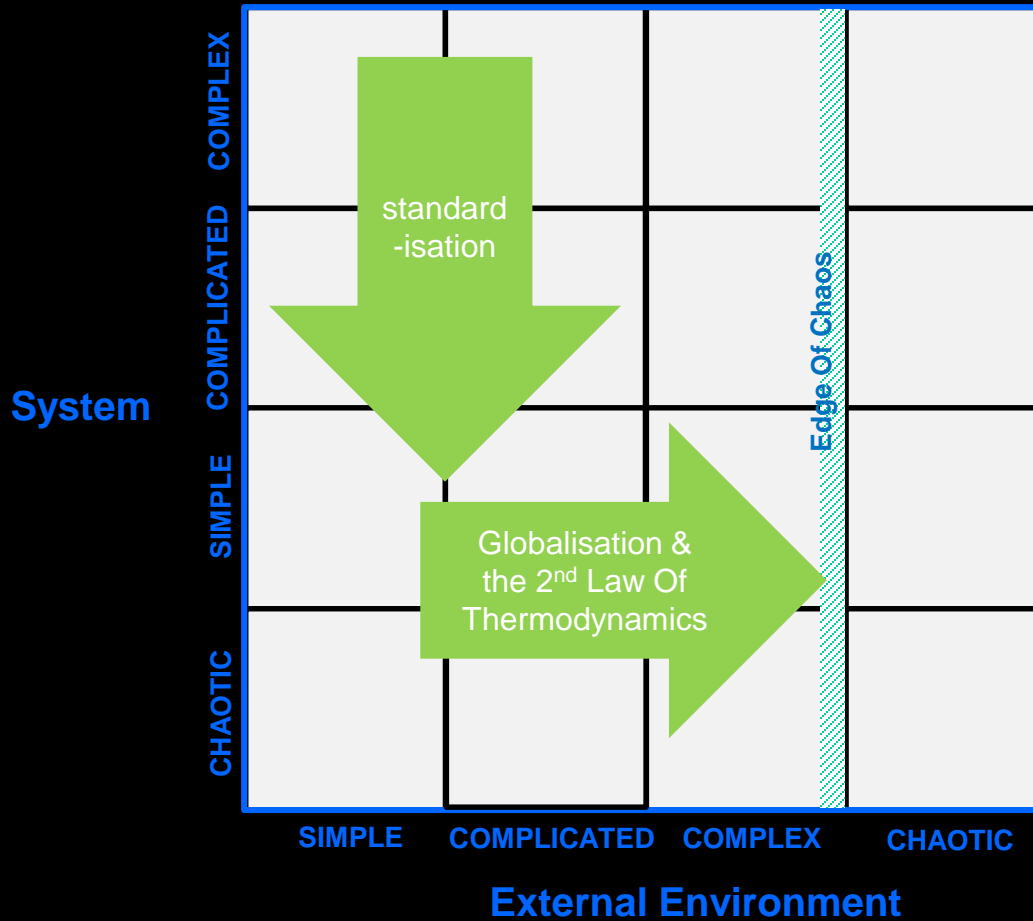 COMPLEX
COMPLICATED
SIMPLE
CHAOTIC
System
standard
-isation
Edge Of Chaos
Globalisation &
the 2nd Law Of
Thermodynamics
SIMPLE
COMPLICATED
COMPLEX
CHAOTIC
External Environment